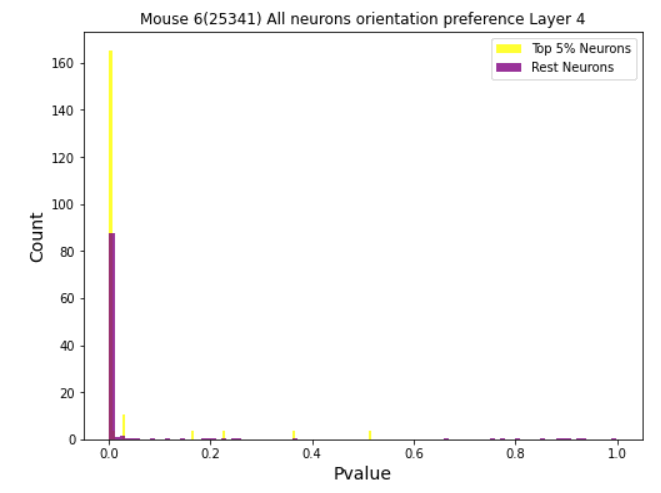 Mouse 6(25341) All neurons orientation preference Layer 4
Top 5% Neurons
Rest Neurons
160
140
120
100
80
60
40
20
0
Count
0.0 0.2 0.4 0.6 0.8 1.0
Pvalue